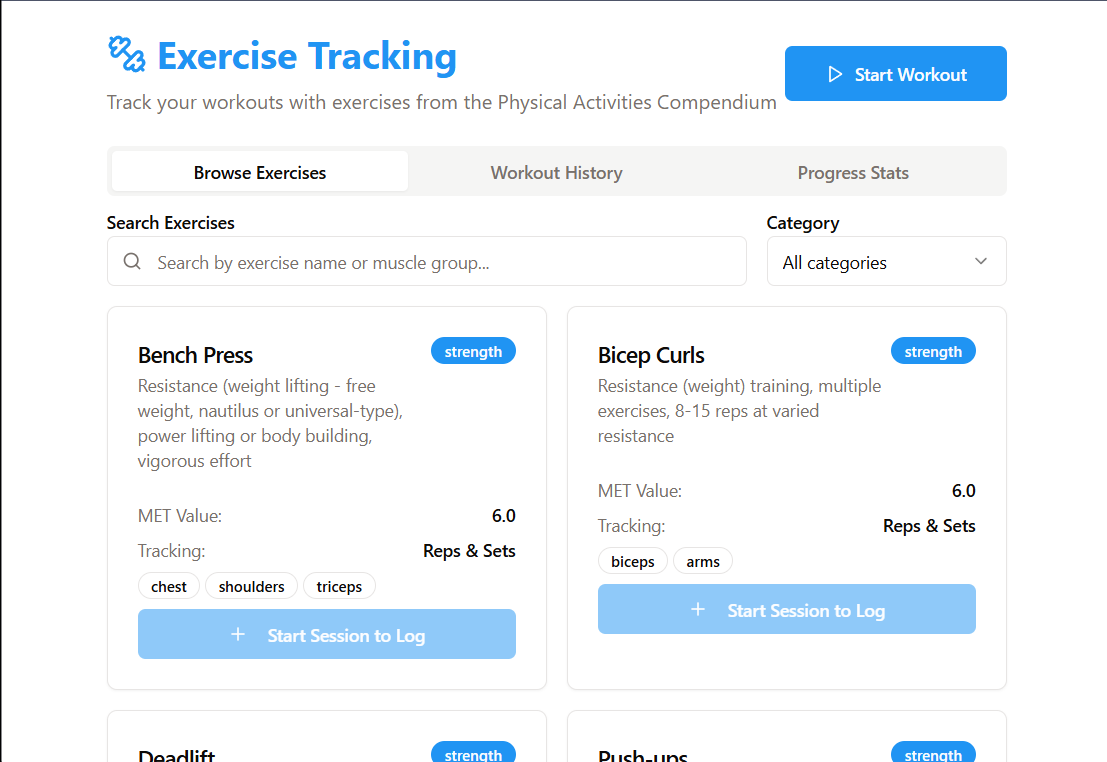 Exercise Tracking
Track your workouts with exercises from the Physical Activities Compendium
Start Workout
Browse Exercises
Workout History
Progress Stats
Search Exercises
Search by exercise name or muscle group...
Category
All categories
Bench Press
strength
Resistance (weight lifting - free
weight, nautilus or universal-type),
power lifting or body building,
vigorous effort
MET Value:
6.0
Tracking:
Reps & Sets
chest
shoulders
triceps
Start Session to Log
Bicep Curls
strength
Resistance (weight) training, multiple
exercises, 8-15 reps at varied
resistance
MET Value:
6.0
Tracking:
Reps & Sets
biceps
arms
Start Session to Log
Deadlift
strength
Push-ups
strength